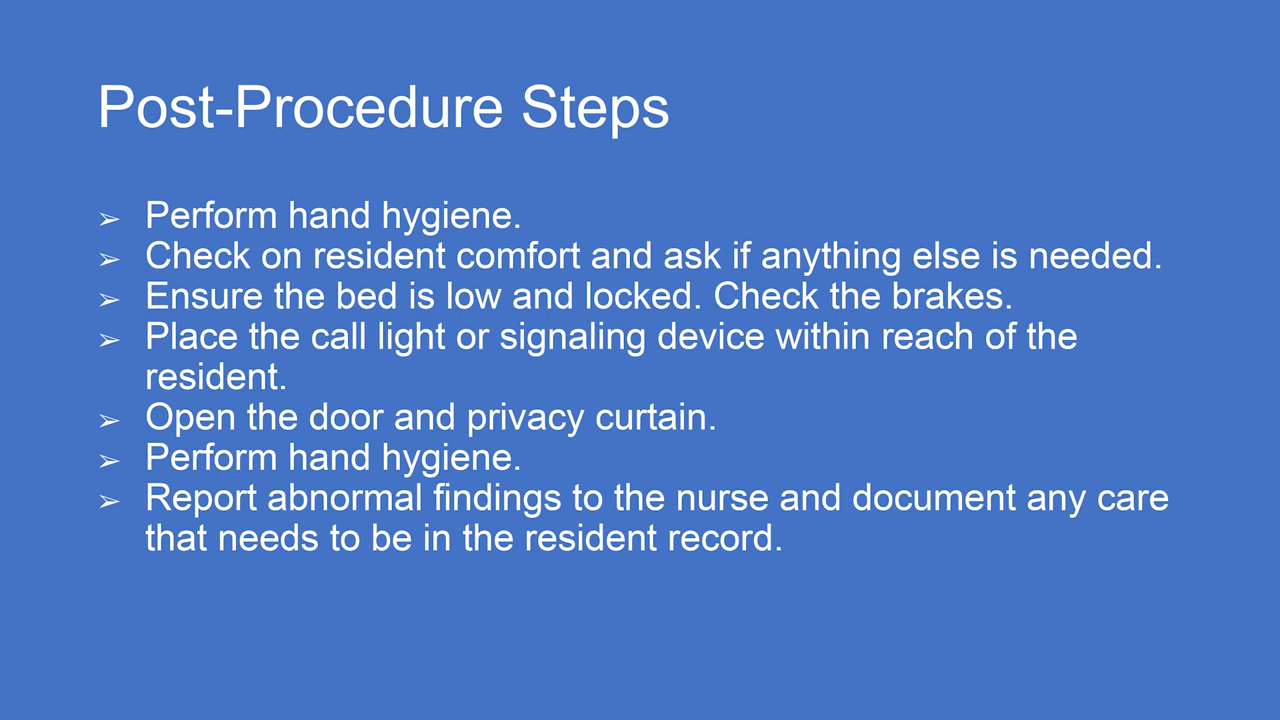 Post-Procedure Steps
➢ Perform hand hygiene.
➢ Check on resident comfort and ask if anything else is needed.
➢ Ensure the bed is low and locked. Check the brakes.
➢ Place the call light or signaling device within reach of the
resident.
➢ Open the door and privacy curtain.
➢ Perform hand hygiene.
➢ Report abnormal findings to the nurse and document any care
that needs to be in the resident record.